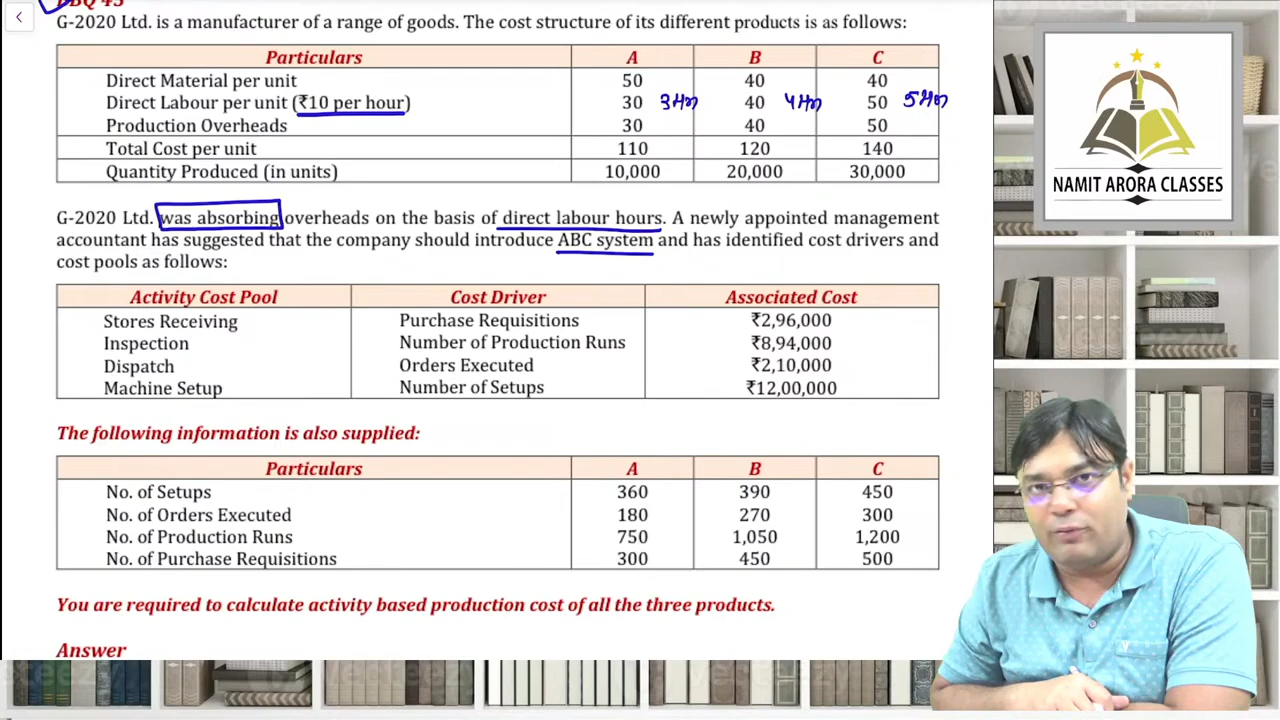 G-2020 Ltd. is a manufacturer of a range of goods. The cost structure of its different products is as follows:
Particulars A B C
Direct Material per unit 50 40 40
Direct Labour per unit (₹10 per hour) 30 3Hrs 40 4Hrs 50 5Hrs
Production Overheads 30 40 50
Total Cost per unit 110 120 140
Quantity Produced (in units) 10,000 20,000 30,000
G-2020 Ltd. was absorbing overheads on the basis of direct labour hours. A newly appointed management
accountant has suggested that the company should introduce ABC system and has identified cost drivers and
cost pools as follows:
Activity Cost Pool Cost Driver Associated Cost
Stores Receiving Purchase Requisitions ₹2,96,000
Inspection Number of Production Runs ₹8,94,000
Dispatch Orders Executed ₹2,10,000
Machine Setup Number of Setups ₹12,00,000
The following information is also supplied:
Particulars A B C
No. of Setups 360 390 450
No. of Orders Executed 180 270 300
No. of Production Runs 750 1,050 1,200
No. of Purchase Requisitions 300 450 500
You are required to calculate activity based production cost of all the three products.
Answer
NAMIT ARORA CLASSES